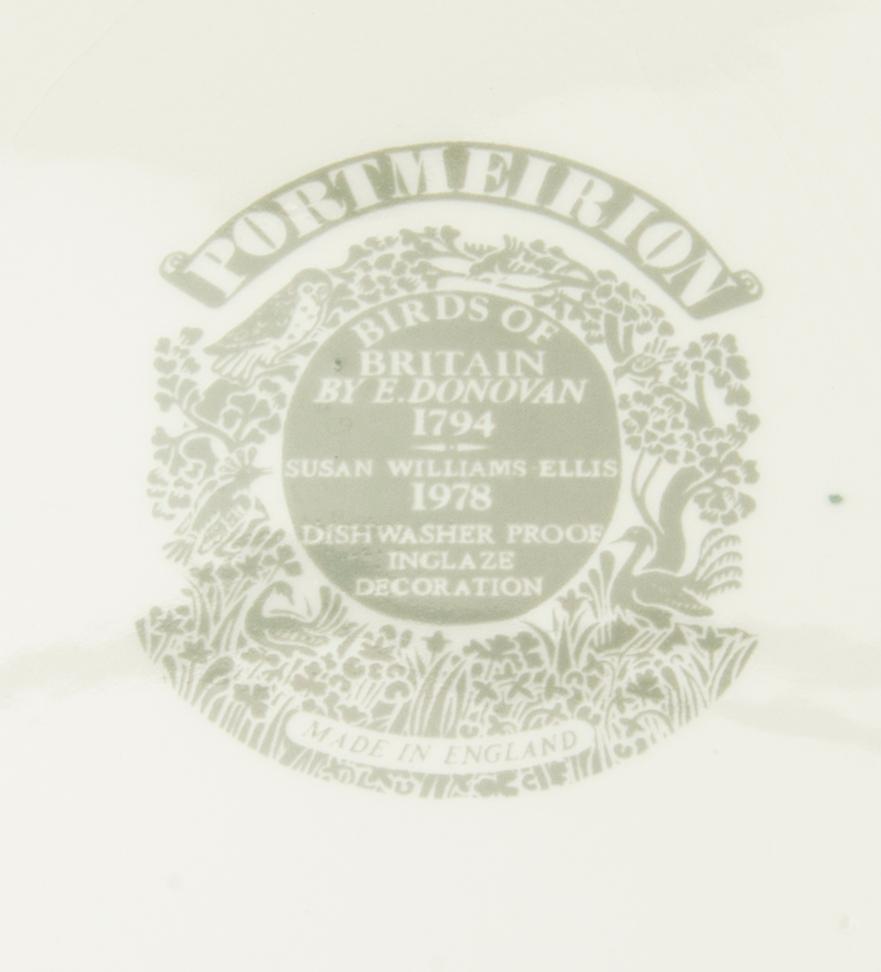 PORTMEIRION
BIRDS OF
BRITAIN
BY E. DONOVAN
1794
SUSAN WILLIAMS-ELLIS
1978
DISHWASHER PROOF
INGLAZE
DECORATION
MADE IN ENGLAND